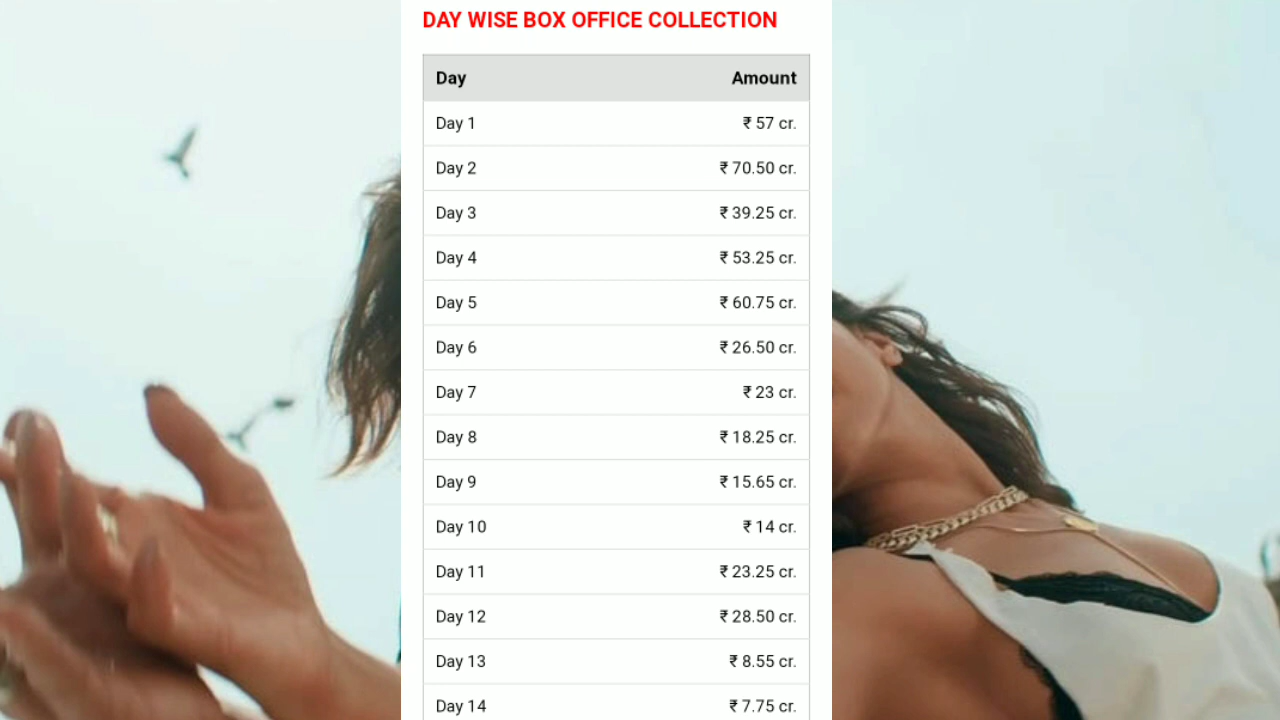 DAY WISE BOX OFFICE COLLECTION
Day Amount
Day 1 ₹ 57 cr.
Day 2 ₹ 70.50 cr.
Day 3 ₹ 39.25 cr.
Day 4 ₹ 53.25 cr.
Day 5 ₹ 60.75 cr.
Day 6 ₹ 26.50 cr.
Day 7 ₹ 23 cr.
Day 8 ₹ 18.25 cr.
Day 9 ₹ 15.65 cr.
Day 10 ₹ 14 cr.
Day 11 ₹ 23.25 cr.
Day 12 ₹ 28.50 cr.
Day 13 ₹ 8.55 cr.
Day 14 ₹ 7.75 cr.